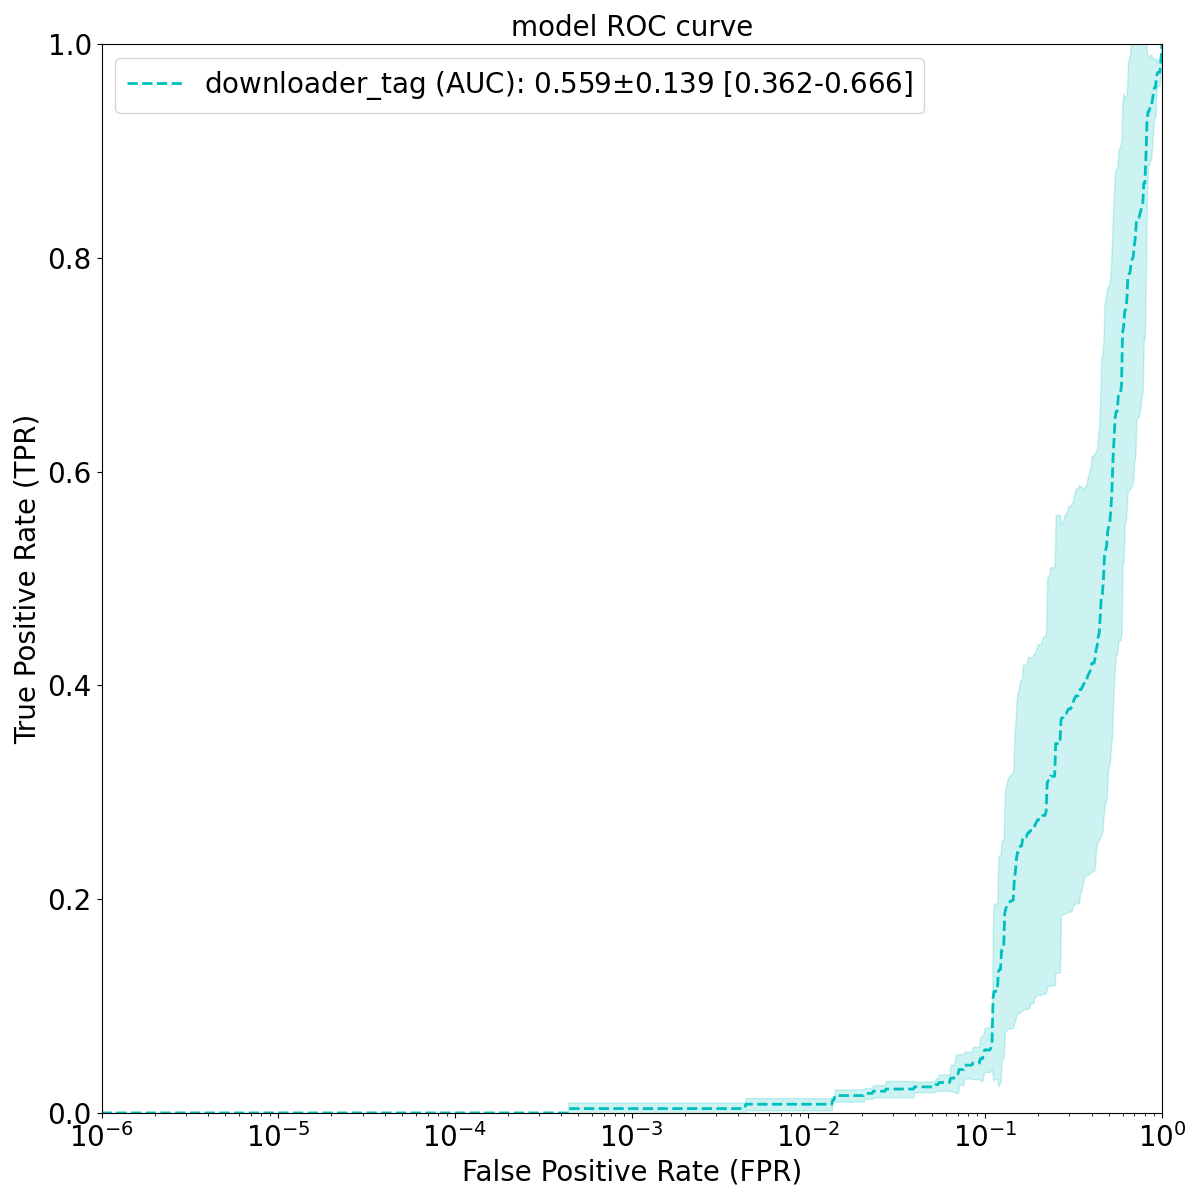 model ROC curve
downloader_tag (AUC): 0.559±0.139 [0.362-0.666]
True Positive Rate (TPR)
1.0
0.8
0.6
0.4
0.2
0.0
10⁻⁶ 10⁻⁵ 10⁻⁴ 10⁻³ 10⁻² 10⁻¹ 10⁰
False Positive Rate (FPR)